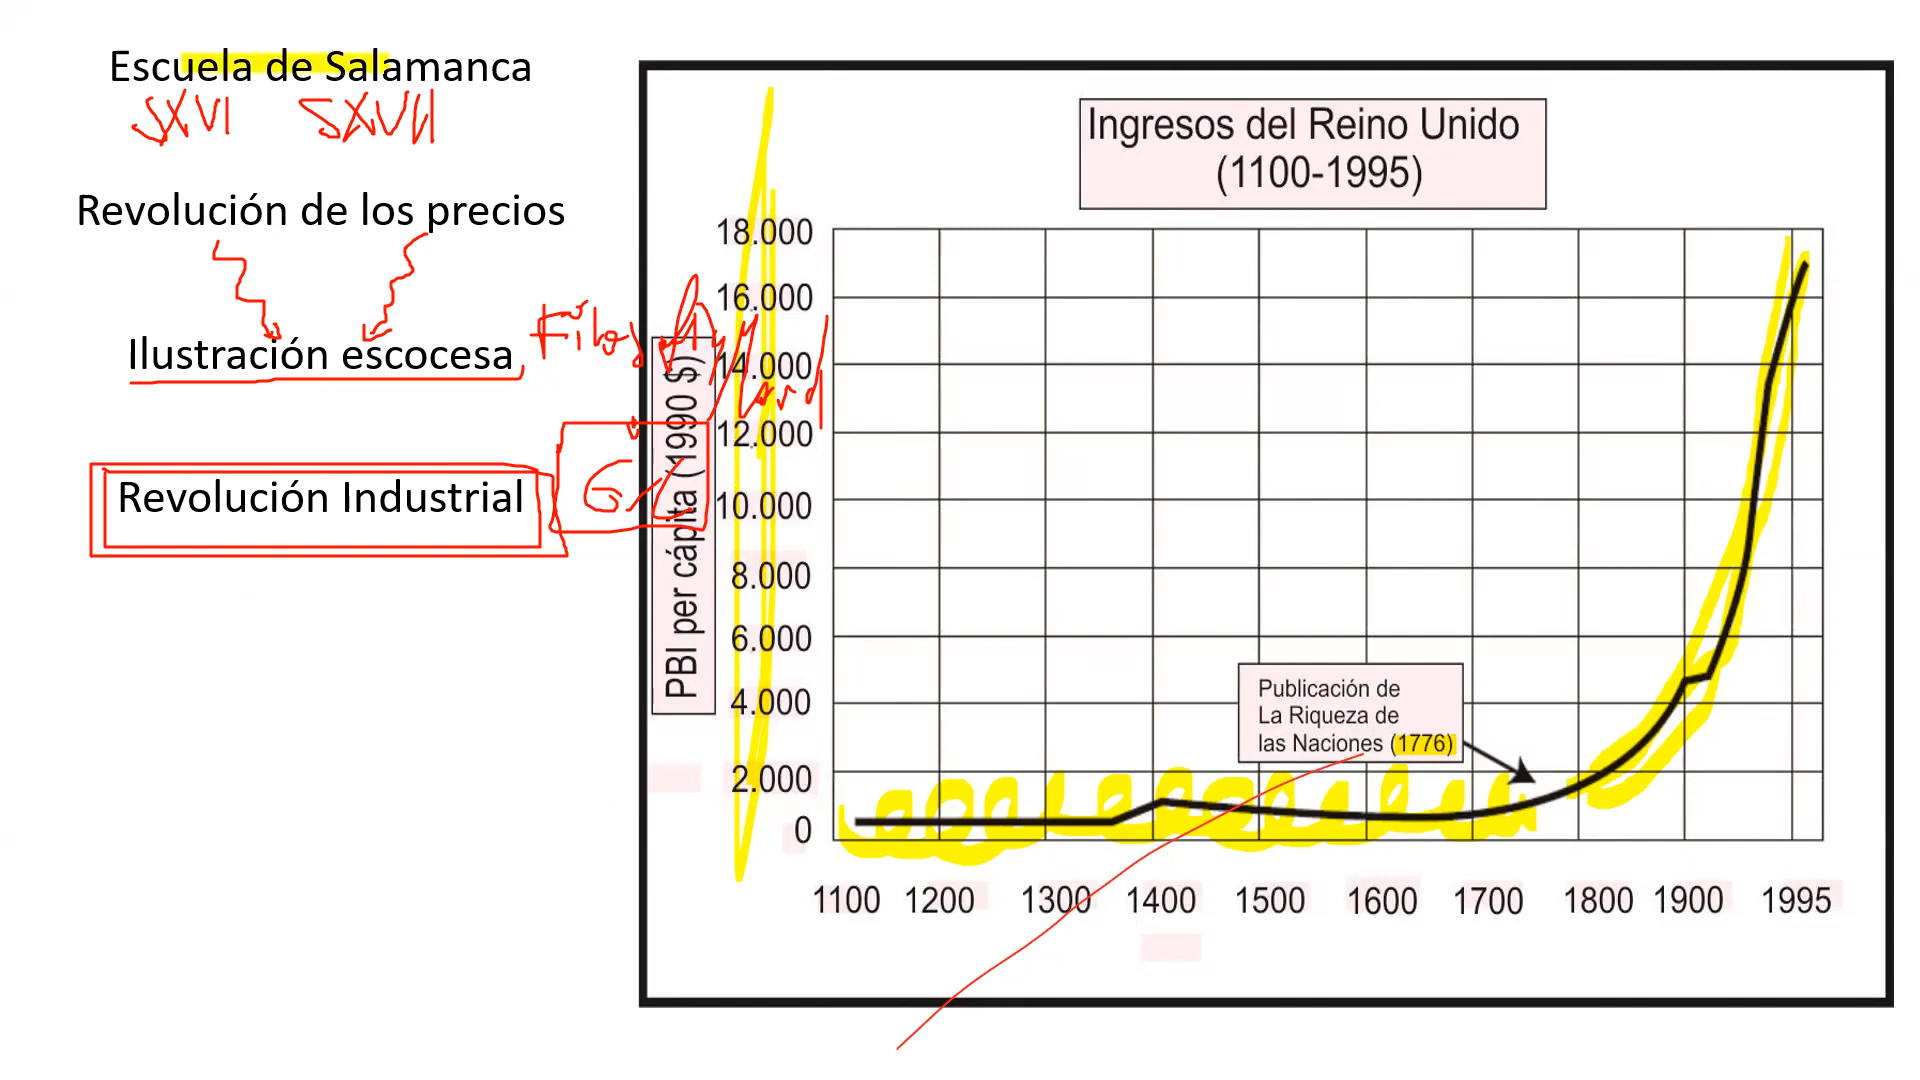 Escuela de Salamanca
SXVI SXVII
Revolución de los precios
Ilustración escocesa
Revolución Industrial
Ingresos del Reino Unido
(1100-1995)
PBI per cápita (1990 $)
18.000
16.000
14.000
12.000
10.000
8.000
6.000
4.000
2.000
0
Publicación de
La Riqueza de
las Naciones (1776)
1100 1200 1300 1400 1500 1600 1700 1800 1900 1995